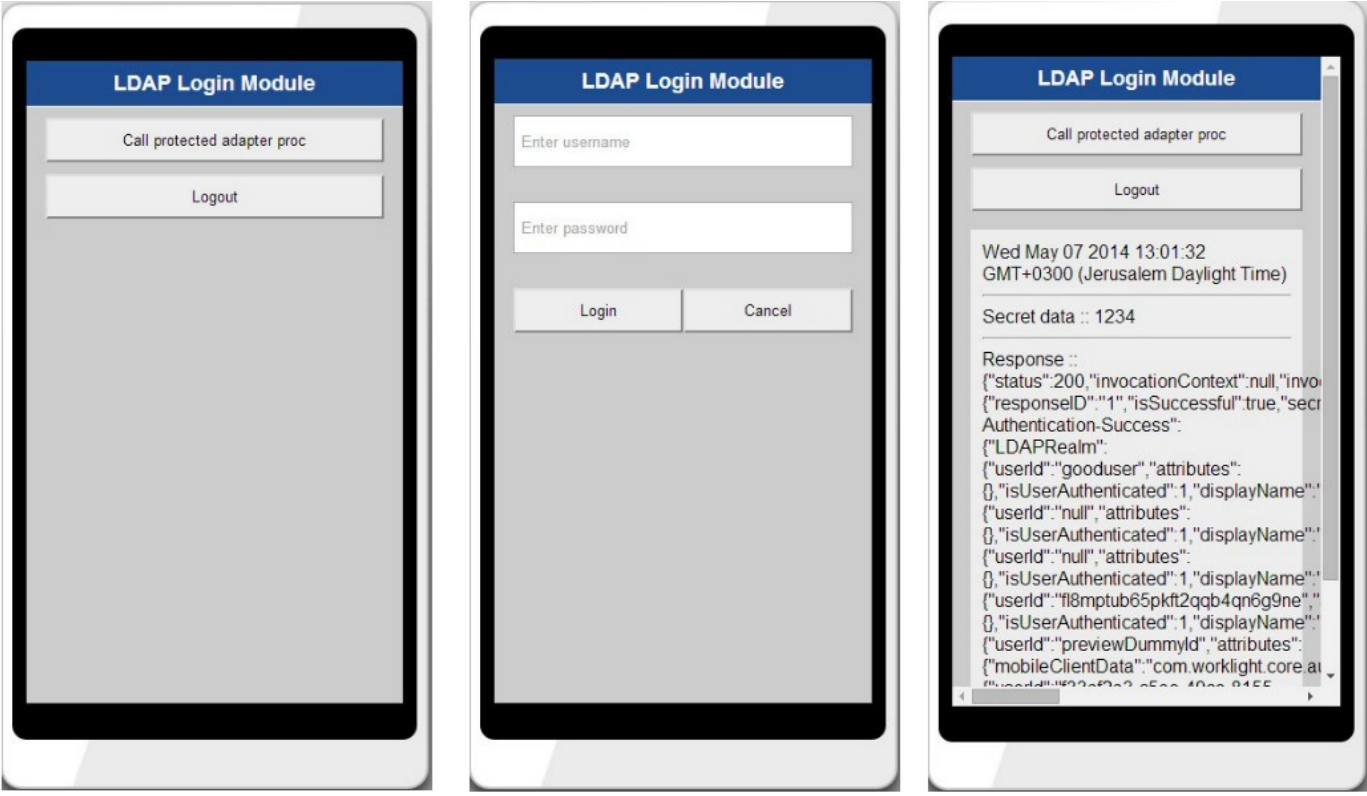 LDAP Login Module
Call protected adapter proc
Logout
LDAP Login Module
Enter username
Enter password
Login
Cancel
LDAP Login Module
Call protected adapter proc
Logout
Wed May 07 2014 13:01:32
GMT+0300 (Jerusalem Daylight Time)
Secret data :: 1234
Response ::
{"status":200,"invocationContext":null,"invo
{"responseID":"1","isSuccessful":true,"secr
Authentication-Success":
{"LDAPRealm":
{"userId":"gooduser","attributes":
{},"isUserAuthenticated":1,"displayName":"
{"userId":"null","attributes":
{},"isUserAuthenticated":1,"displayName":"
{"userId":"null","attributes":
{},"isUserAuthenticated":1,"displayName":"
{"userId":"fl8mptub65pkft2qqb4qn6g9ne","
{},"isUserAuthenticated":1,"displayName":"
{"userId":"previewDummyId","attributes":
{"mobileClientData":"com.worklight.core.au